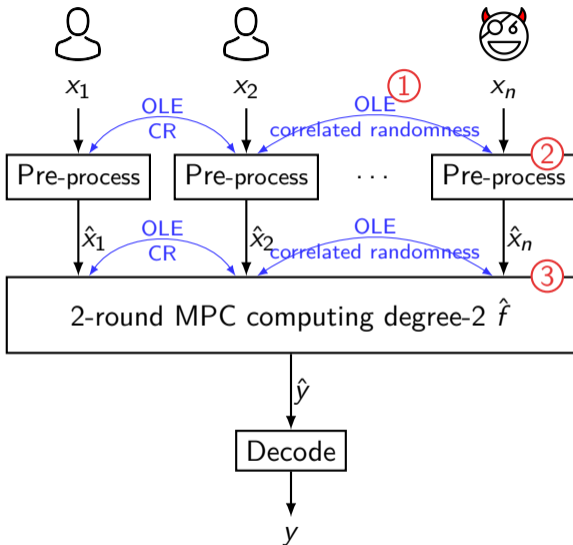 x₁ x₂ ① xₙ
OLE OLE
CR correlated randomness ②
Pre-process Pre-process ... Pre-process
x̂₁ OLE x̂₂ OLE x̂ₙ
CR correlated randomness ③
2-round MPC computing degree-2 f̂
ŷ
Decode
y